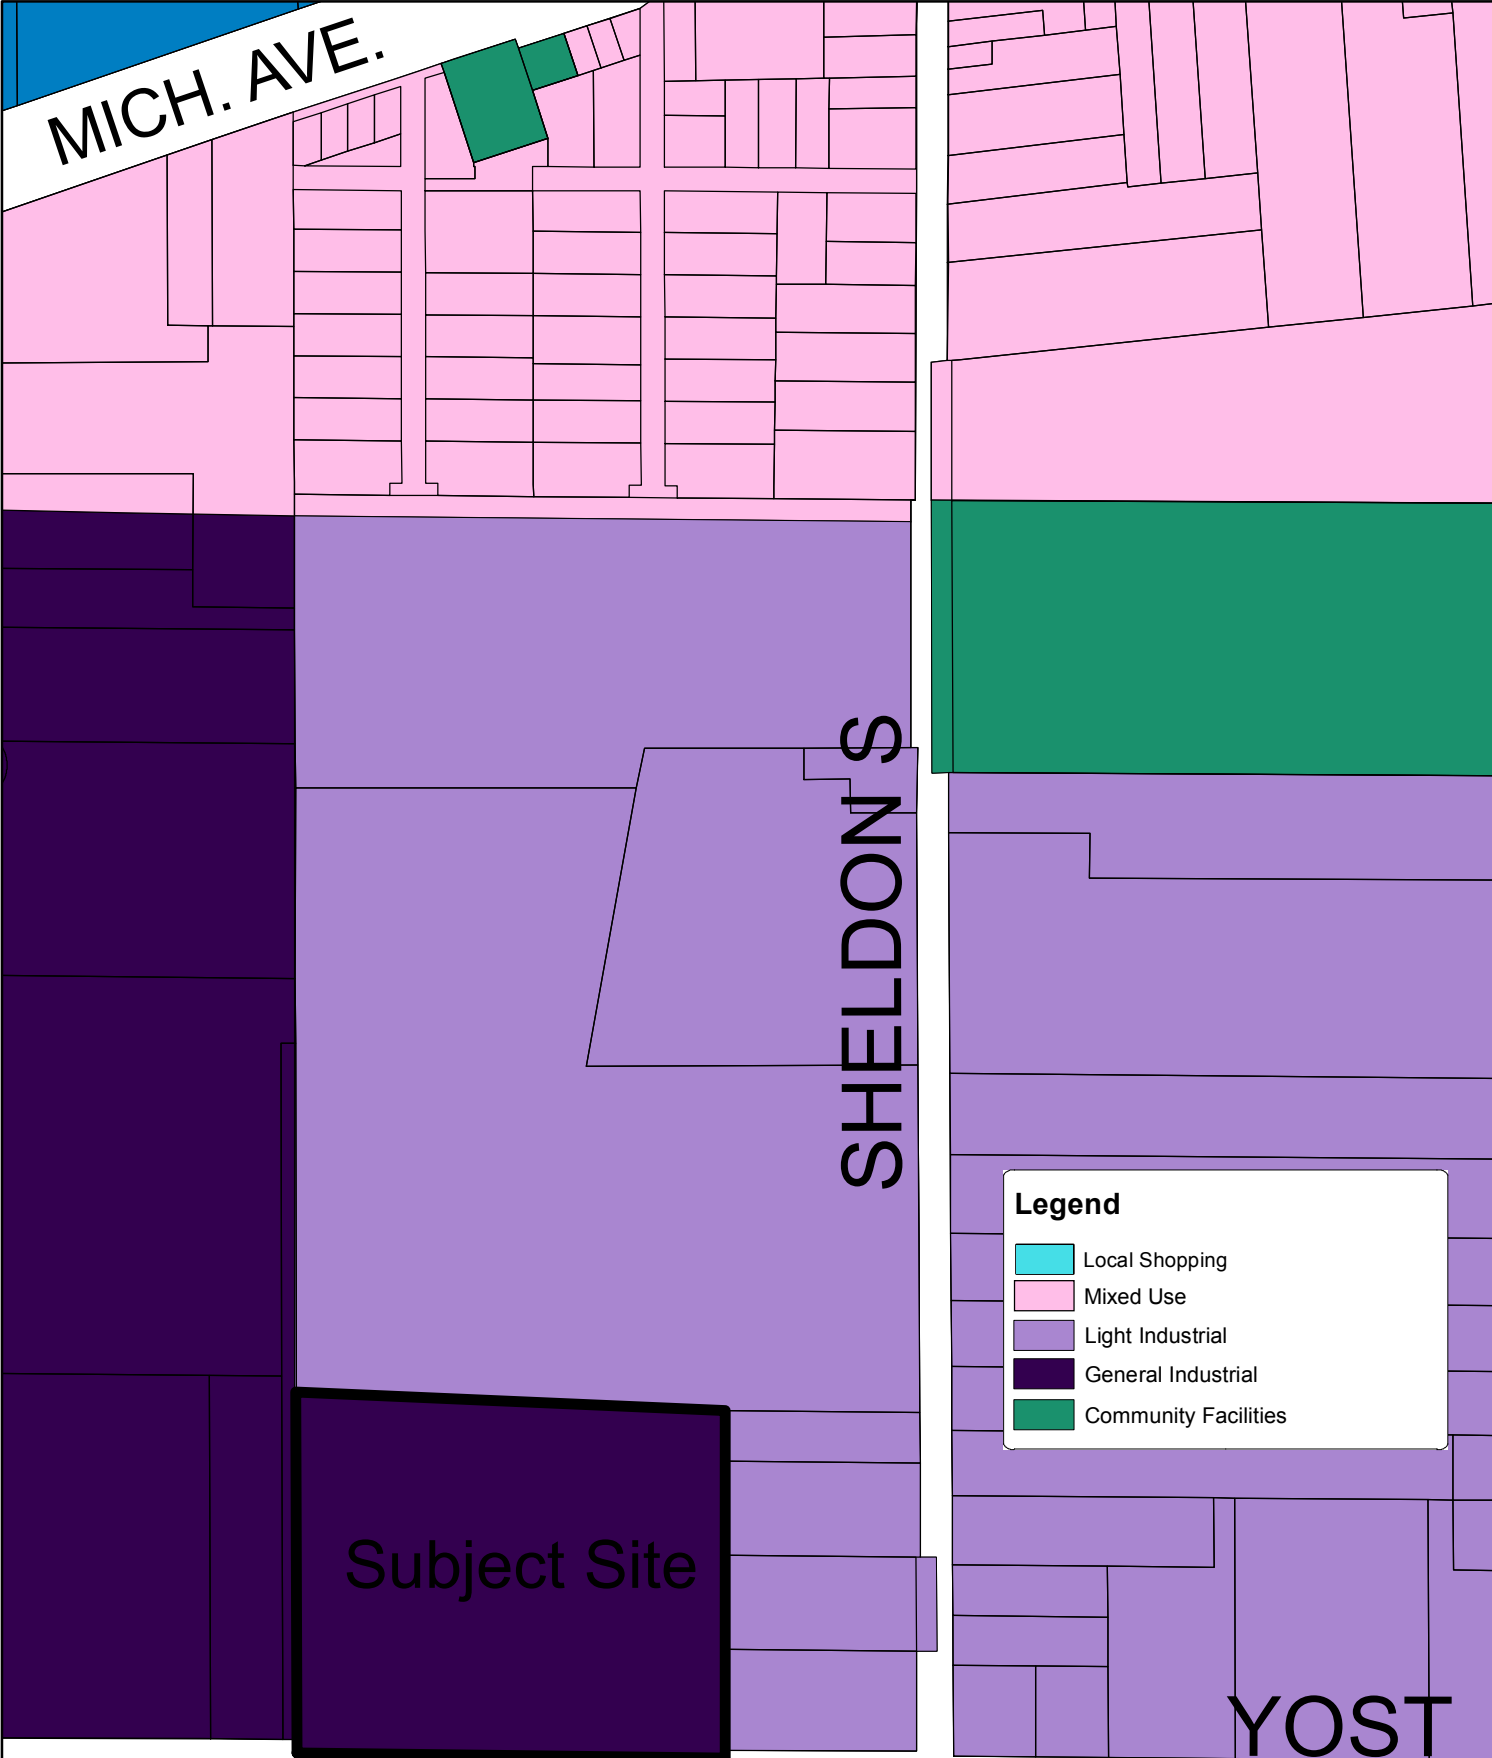 MICH. AVE.
SHELDON S
Legend
Local Shopping
Mixed Use
Light Industrial
General Industrial
Community Facilities
Subject Site
YOST